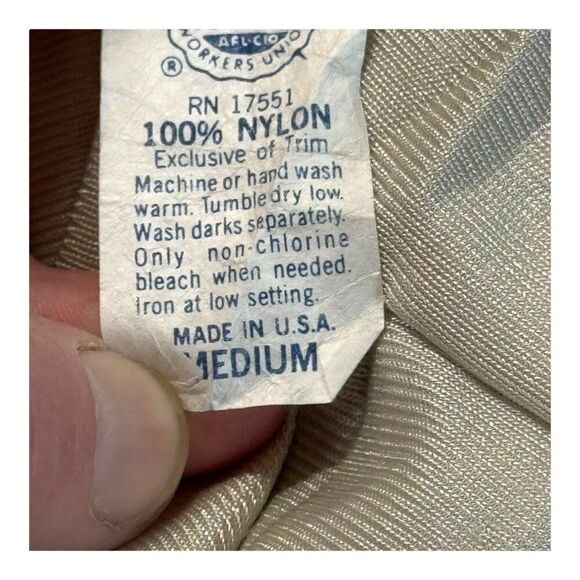 AFL-CIO
WORKERS UNION
®
RN 17551
100% NYLON
Exclusive of Trim
Machine or hand wash
warm. Tumble dry low.
Wash darks separately.
Only non-chlorine
bleach when needed.
Iron at low setting.
MADE IN U.S.A.
MEDIUM